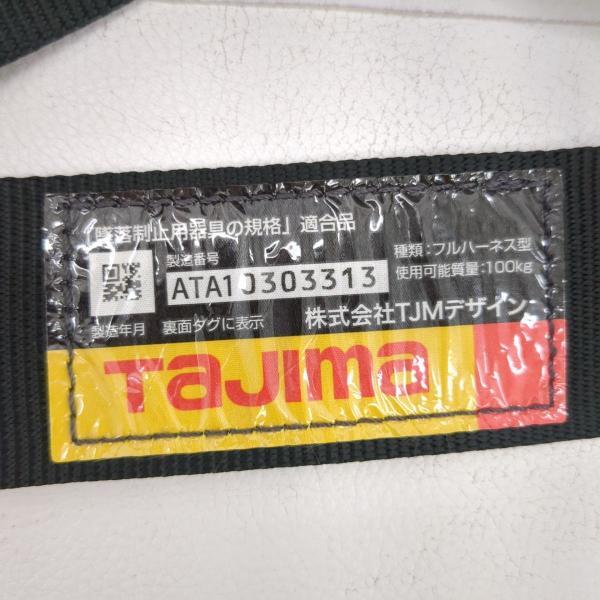 「墜落制止用器具の規格」適合品
製造番号
ATA10303313
種類：フルハーネス型
使用可能質量：100kg
製造年月 裏面タグに表示
株式会社TJMデザイン
TaJIma